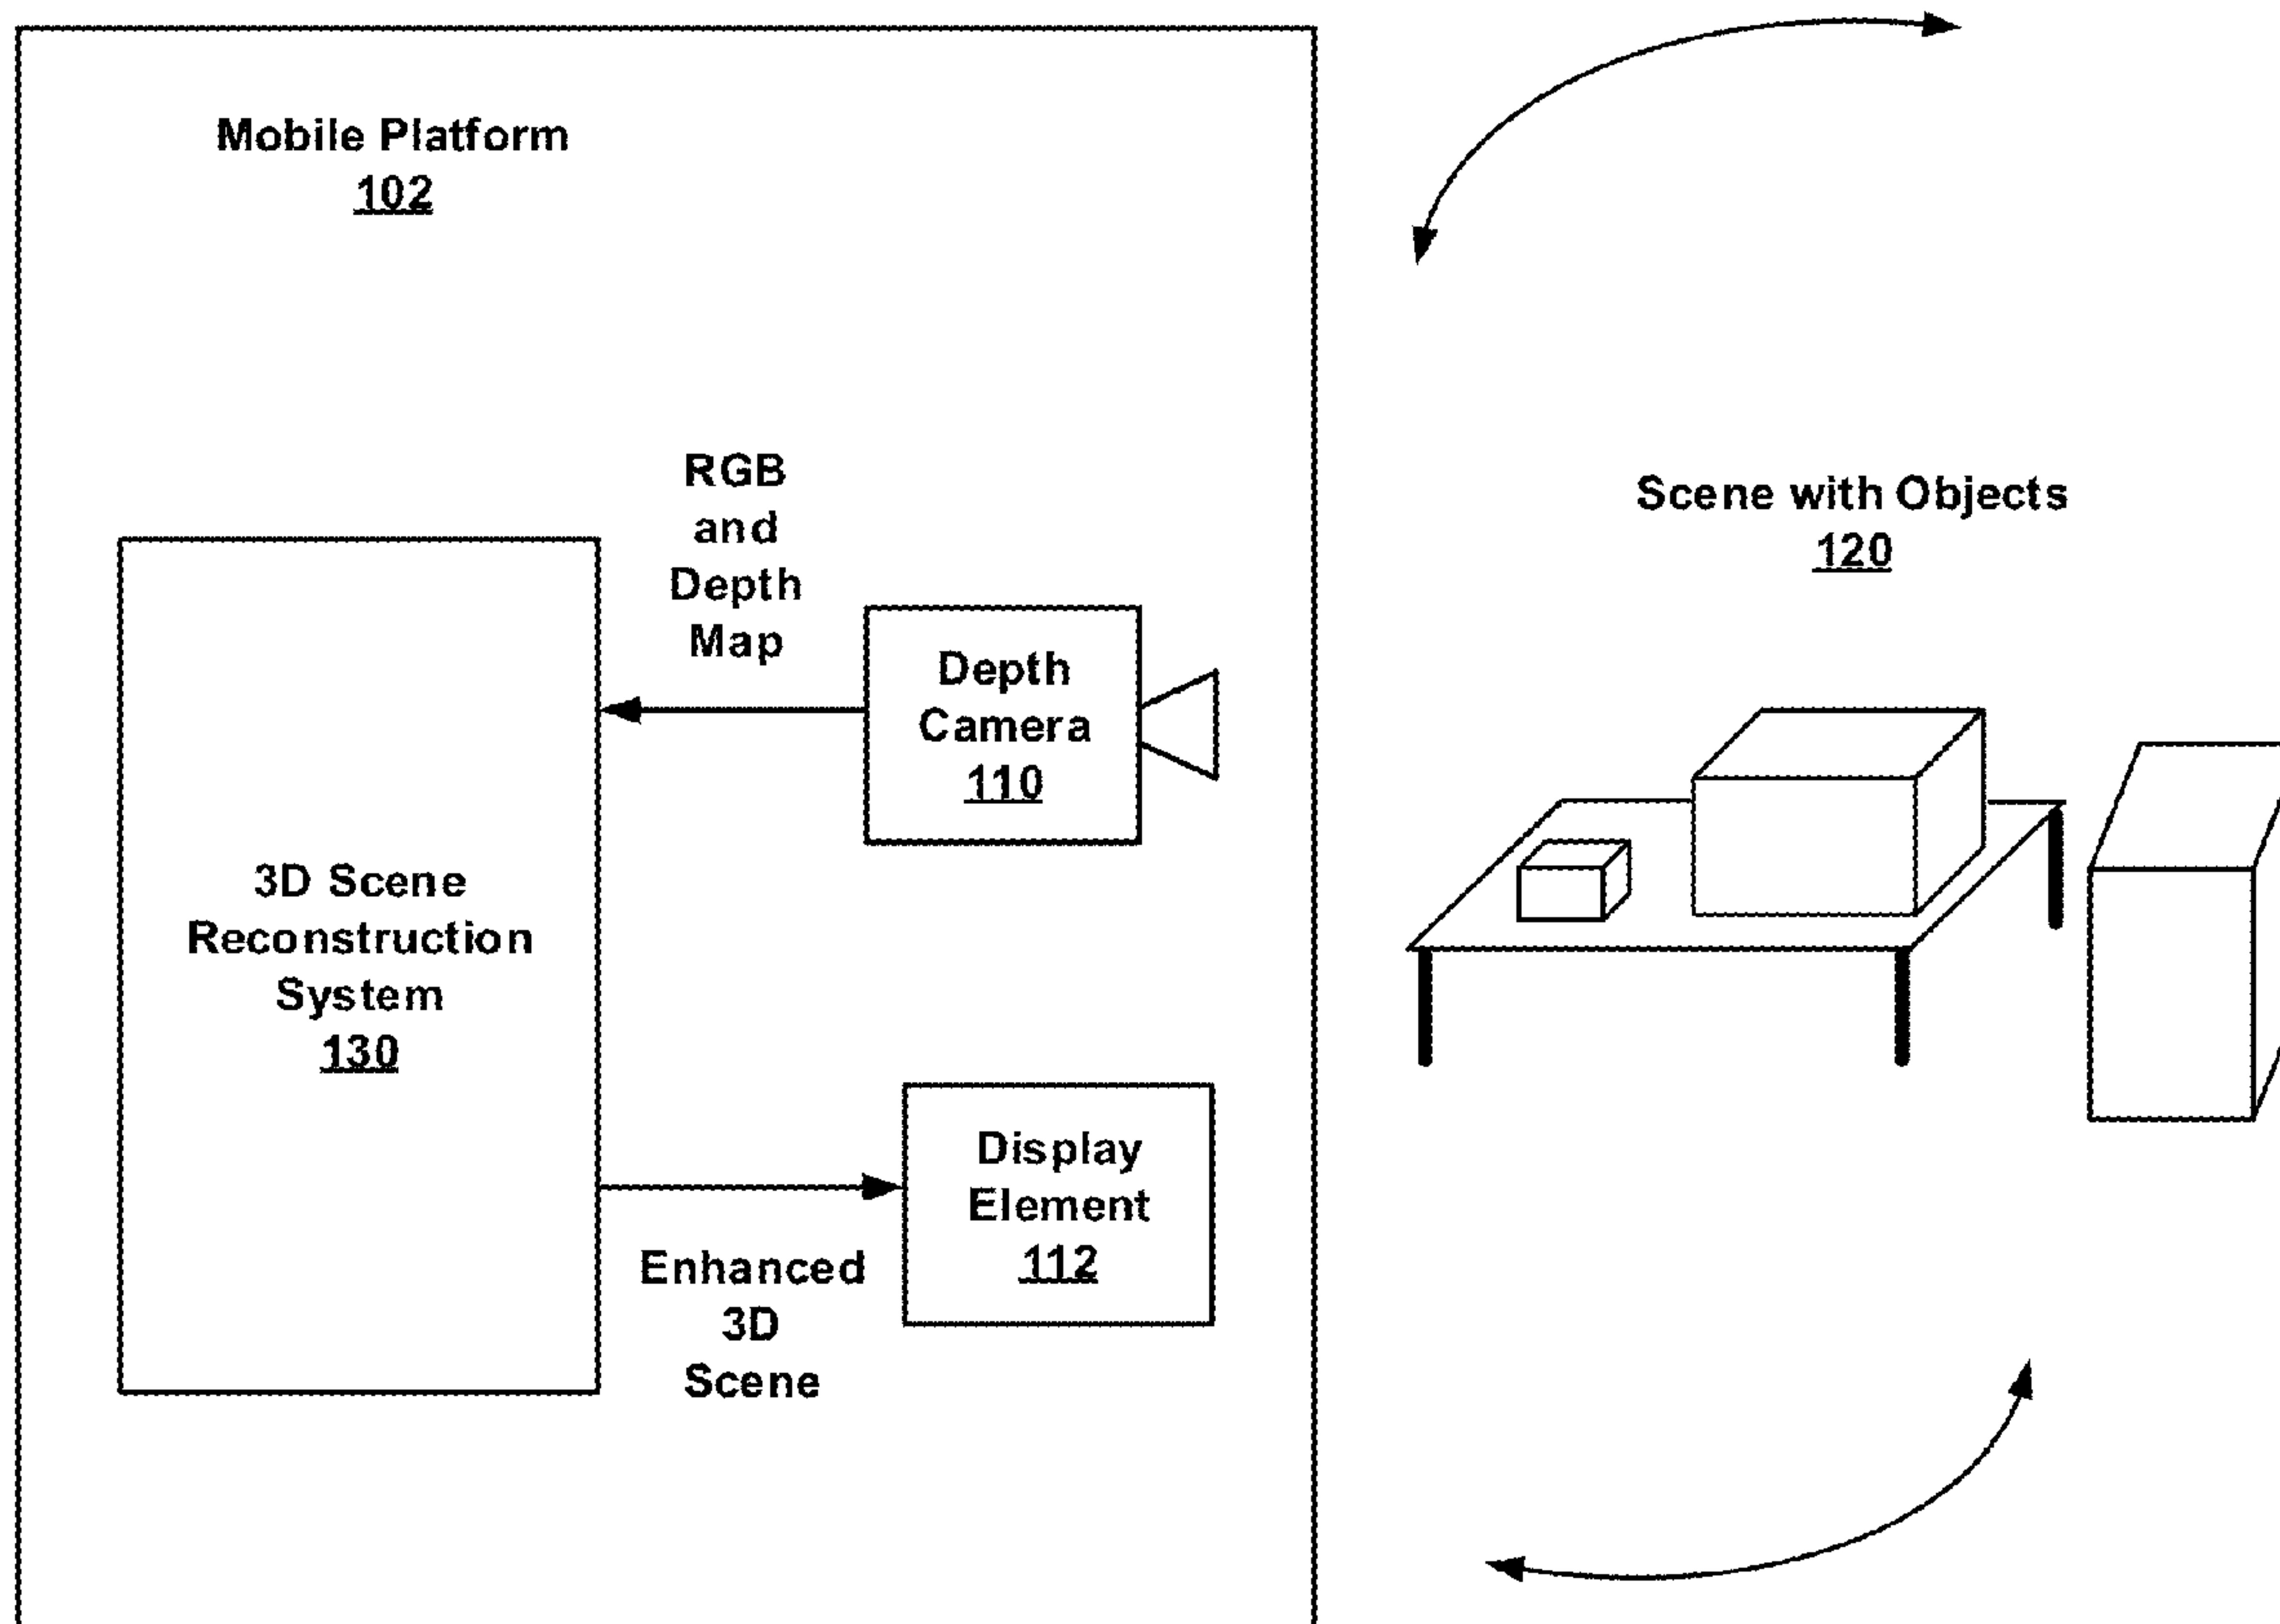 Mobile Platform
102
RGB
and
Depth
Map
Depth
Camera
110
3D Scene
Reconstruction
System
130
Display
Element
112
Enhanced
3D
Scene
Scene with Objects
120